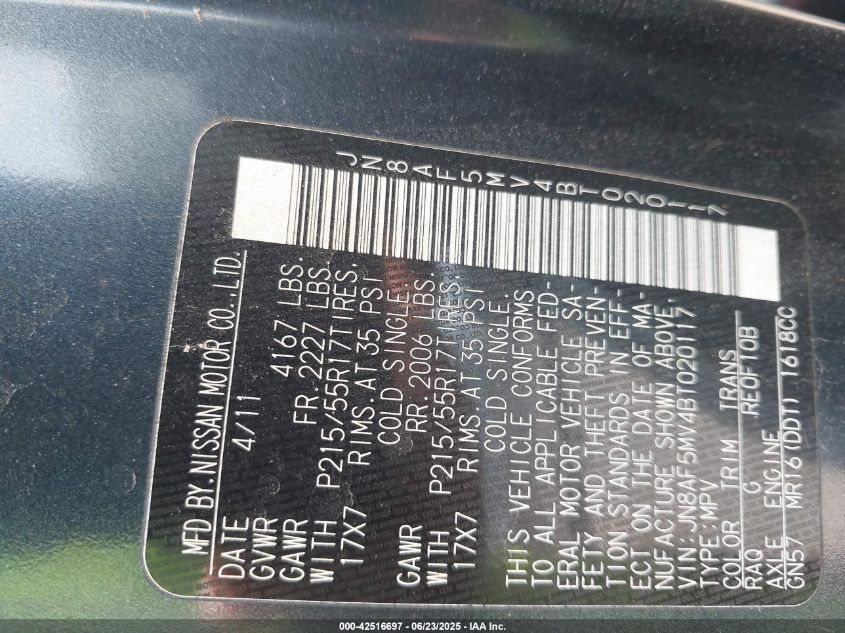 JN8AF5MV4BT020117
MFD BY.NISSAN MOTOR CO.,LTD.
DATE 4/11
GVWR 4167 LBS.
GAWR FR.2227 LBS.
WITH P215/55R17TIRES.
17X7 RIMS.AT 35 PSI
COLD SINGLE.
GAWR RR.2006 LBS.
WITH P215/55R17TIRES.
17X7 RIMS AT 35 PSI
COLD SINGLE.
THIS VEHICLE CONFORMS
TO ALL APPLICABLE FED-
ERAL MOTOR VEHICLE SA-
FETY AND THEFT PREVEN-
TION STANDARDS IN EFF-
ECT ON THE DATE OF MA-
NUFACTURE SHOWN ABOVE.
VIN:JN8AF5MV4BT020117
TYPE:MPV
COLOR TRIM TRANS
RAQ G RE0F10B
AXLE ENGINE
GN57 MR16(DD1) 1618CC
000-42516697 - 06/23/2025 - IAA Inc.